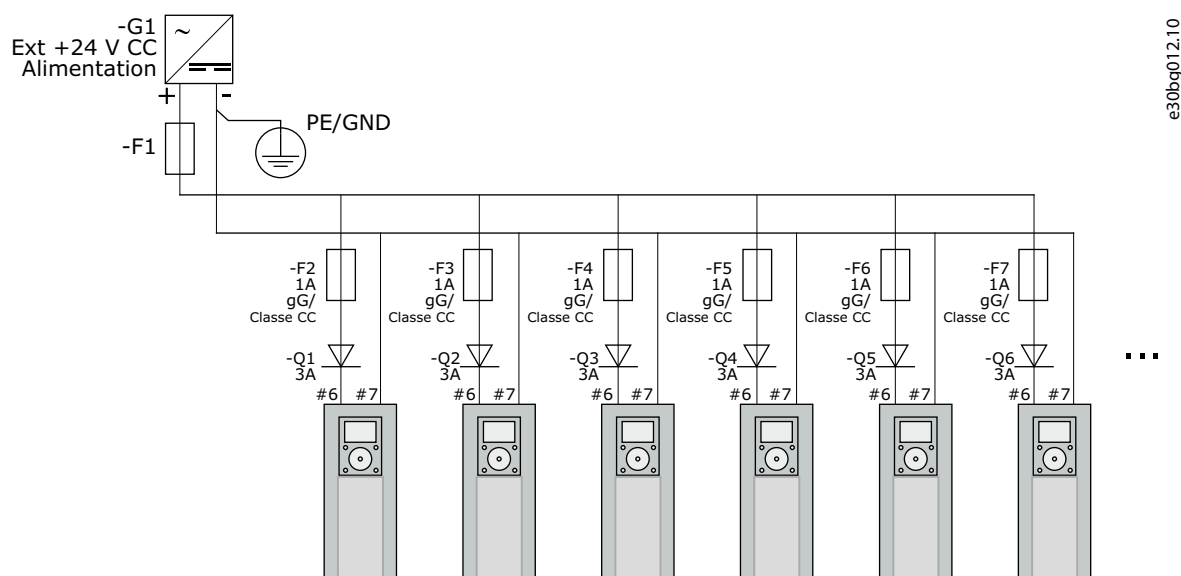 -G1
Ext +24 V CC
Alimentation
+ -
PE/GND
-F1
e30bq012.10
-F2
1A
gG/
Classe CC
-F3
1A
gG/
Classe CC
-F4
1A
gG/
Classe CC
-F5
1A
gG/
Classe CC
-F6
1A
gG/
Classe CC
-F7
1A
gG/
Classe CC
-Q1
3A
-Q2
3A
-Q3
3A
-Q4
3A
-Q5
3A
-Q6
3A
...
#6 #7
#6 #7
#6 #7
#6 #7
#6 #7
#6 #7